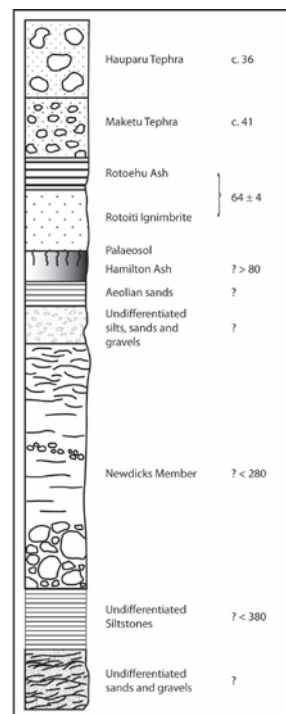 Hauparu Tephra c. 36
Maketu Tephra c. 41
Rotoehu Ash
64 ± 4
Rotoiti Ignimbrite
Palaeosol
Hamilton Ash ? > 80
Aeolian sands ?
Undifferentiated
silts, sands and ?
gravels
Newdicks Member ? < 280
Undifferentiated ? < 380
Siltstones
Undifferentiated ?
sands and gravels